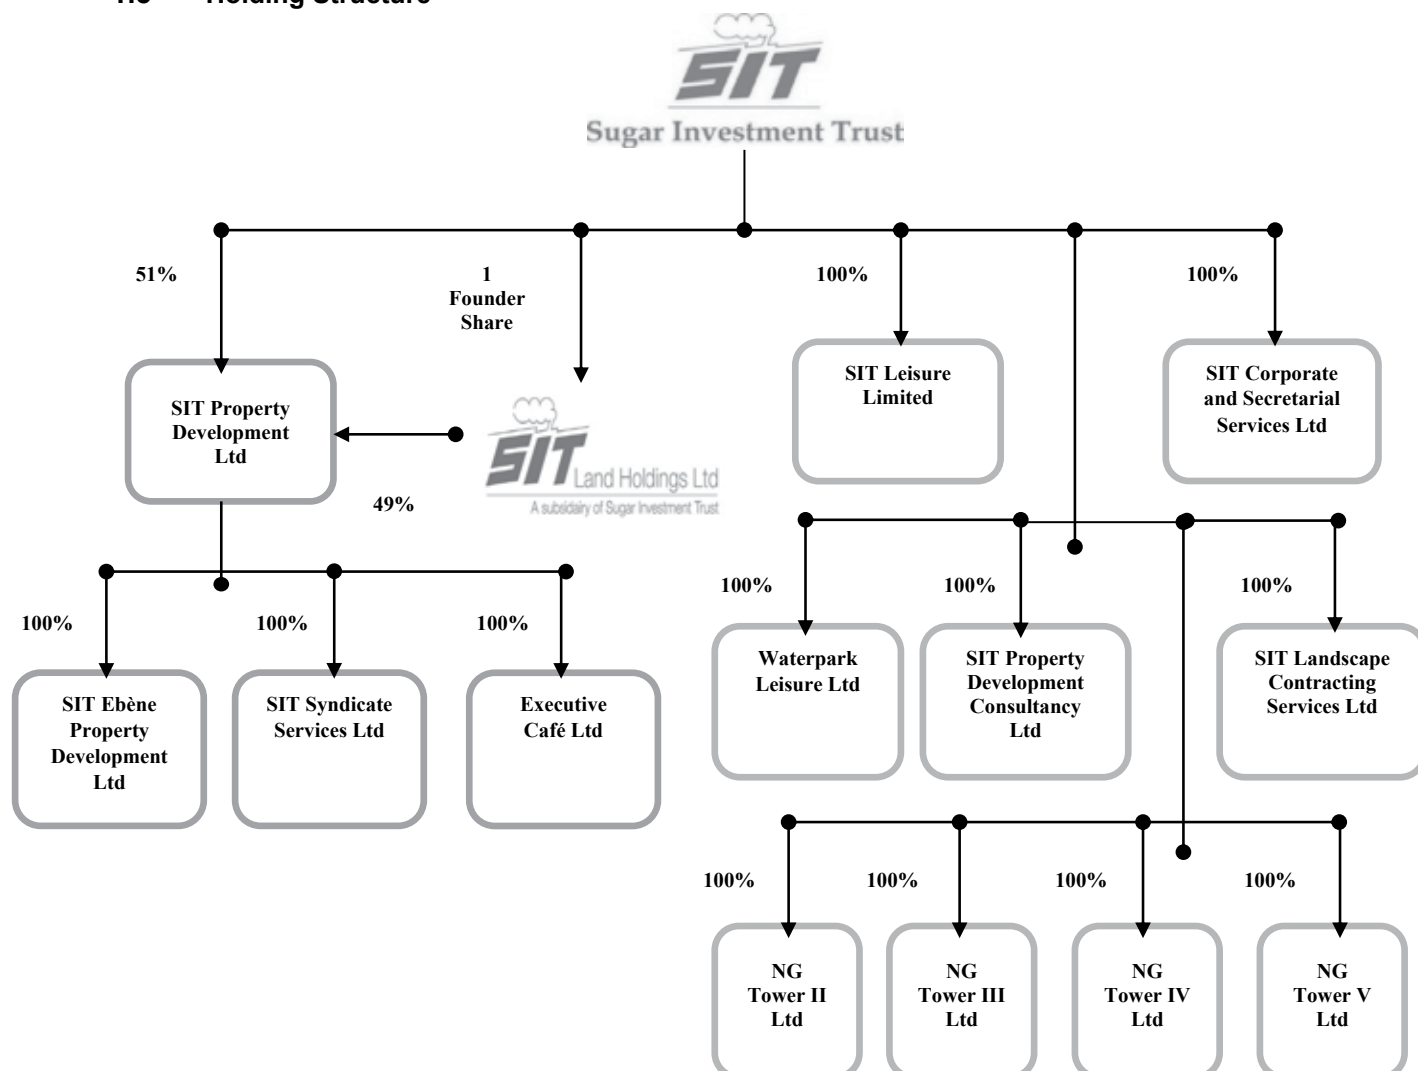 Holding Structure
SIT
Sugar Investment Trust
51%
1
Founder
Share
100%
100%
SIT Property
Development
Ltd
SIT Land Holdings Ltd
A subsidairy of Sugar Investment Trust
49%
SIT Leisure
Limited
SIT Corporate
and Secretarial
Services Ltd
100%
100%
100%
SIT Ebène
Property
Development
Ltd
SIT Syndicate
Services Ltd
Executive
Café Ltd
100%
100%
100%
Waterpark
Leisure Ltd
SIT Property
Development
Consultancy
Ltd
SIT Landscape
Contracting
Services Ltd
100%
100%
100%
100%
NG
Tower II
Ltd
NG
Tower III
Ltd
NG
Tower IV
Ltd
NG
Tower V
Ltd